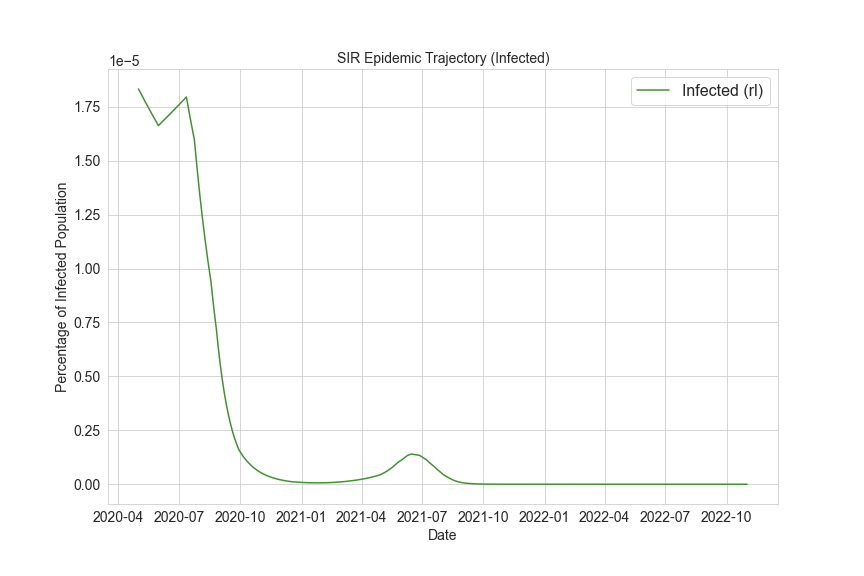 SIR Epidemic Trajectory (Infected)
1e−5
Infected (rI)
1.75
1.50
1.25
1.00
0.75
0.50
0.25
0.00
Percentage of Infected Population
2020-04 2020-07 2020-10 2021-01 2021-04 2021-07 2021-10 2022-01 2022-04 2022-07 2022-10
Date